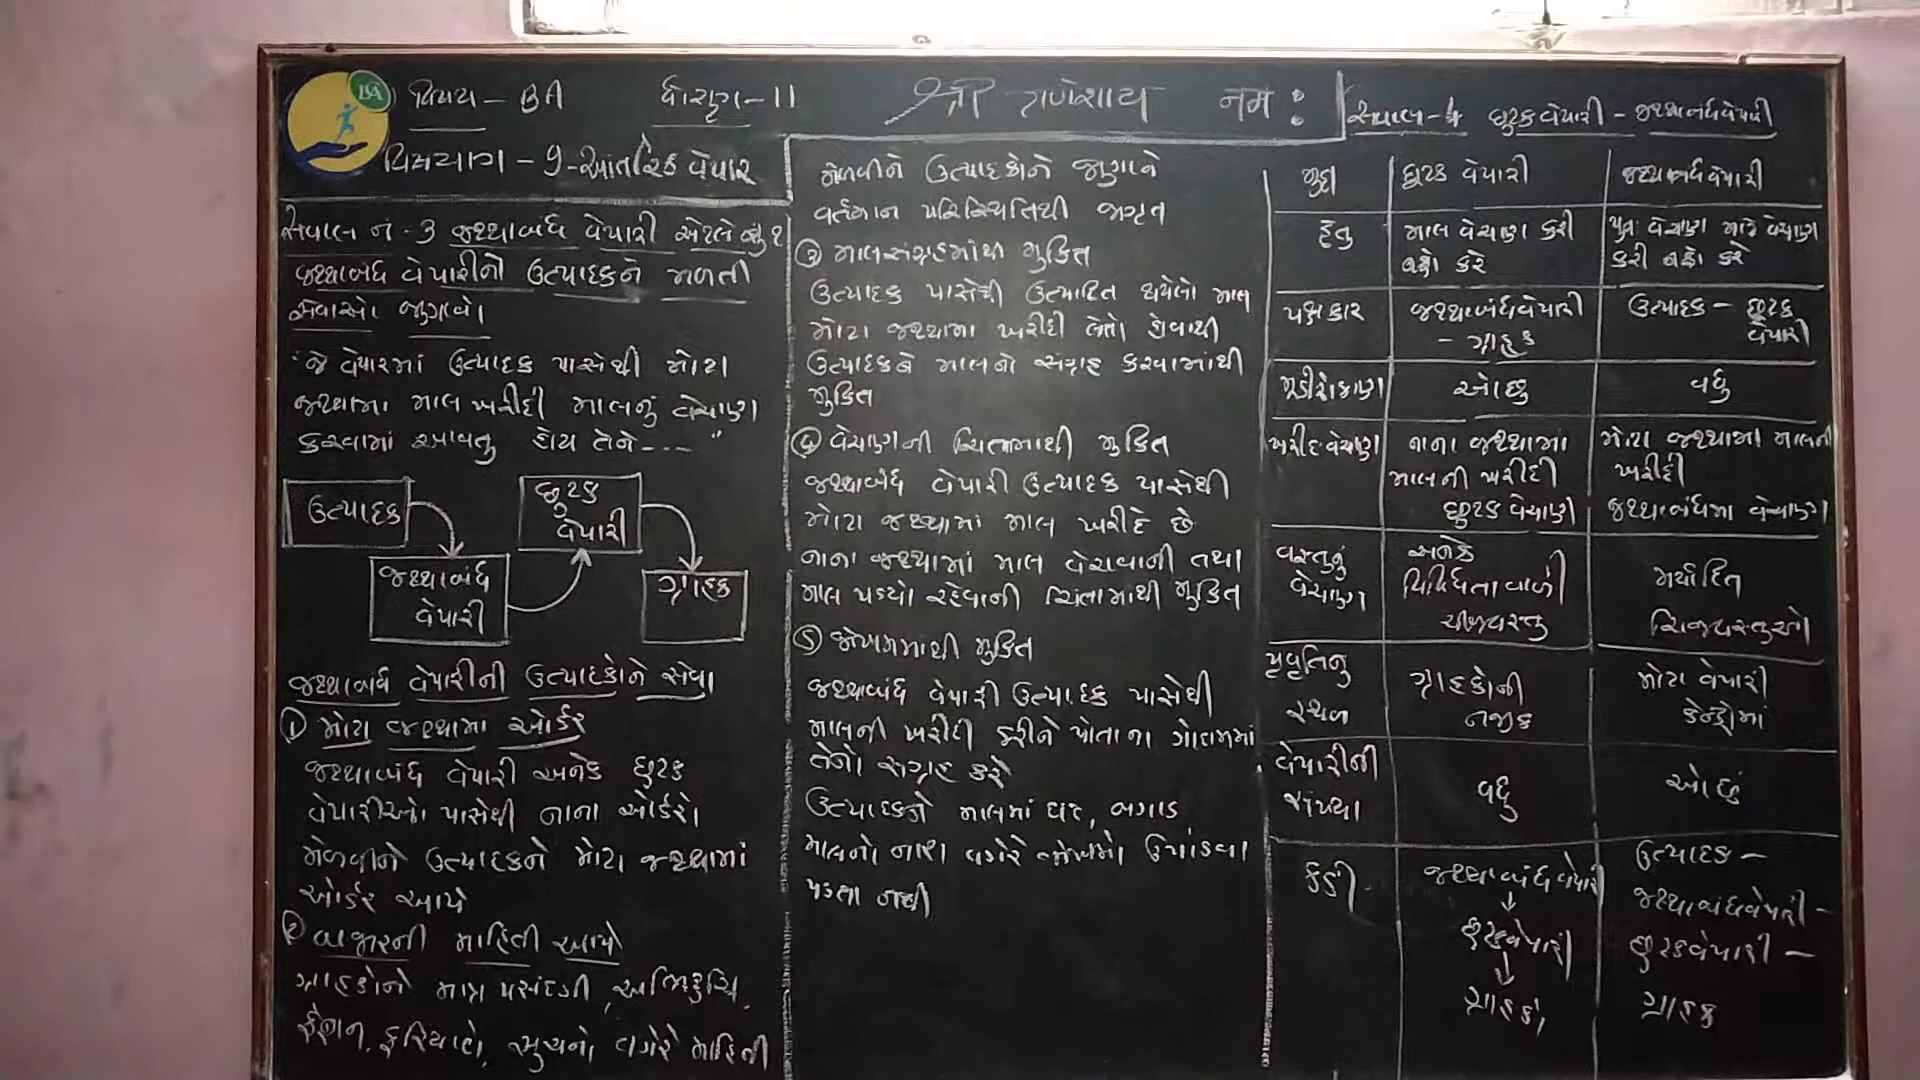 વિષય - BA
ધોરણ - 11
શ્રી ગણેશાય નમઃ
વિભાગ - 9 - આંતરિક વેપાર
સવાલ નં - 3 જથ્થાબંધ વેપારી એટલે શું?
જથ્થાબંધ વેપારીનો ઉત્પાદકને મળતી
સેવાઓ જણાવો
"જે વેપારમાં ઉત્પાદક પાસેથી મોટા
જથ્થામા માલ ખરીદી માલનું વેચાણ
કરવામાં આવતુ હોય તેને---"
ઉત્પાદક
જથ્થાબંધ
વેપારી
છુટક
વેપારી
ગ્રાહક
જથ્થાબંધ વેપારીની ઉત્પાદકોને સેવા
① મોટા જથ્થામા ઓર્ડર
જથ્થાબંધ વેપારી અનેક છુટક
વેપારીઓ પાસેથી નાના ઓર્ડરો
મેળવીને ઉત્પાદકને મોટા જથ્થામાં
ઓર્ડર આપે
② બજારની માહિતી આપે
ગ્રાહકોનો માત્ર પસંદગી, અભિરુચિ,
ફેશન, ફરિયાદો, સુચનો વગેરે માહિતી
મેળવીને ઉત્પાદકોને જણાવે
વર્તમાન પરિસ્થિતિથી જાગૃત
③ માલસંગ્રહમાંથી મુકિત
ઉત્પાદક પાસેથી ઉત્પાદિત થયેલો માલ
મોટા જથ્થામા ખરીદી લેતો હોવાથી
ઉત્પાદકને માલનો સંગ્રહ કરવામાંથી
મુકિત
④ વેચાણની ચિંતામાથી મુકિત
જથ્થાબંધ વેપારી ઉત્પાદક પાસેથી
મોટા જથ્થામાં માલ ખરીદે છે
નાના જથ્થામાં માલ વેચવાની તથા
માલ પડયો રહેવાની ચિંતામાથી મુકિત
⑤ જોખમમાથી મુકિત
જથ્થાબંધ વેપારી ઉત્પાદક પાસેથી
માલની ખરીદી કરીને પોતાના ગોદામમાં
તેનો સંગ્રહ કરે
ઉત્પાદકને માલમાં ઘટ, બગાડ
માલનો નાશ વગેરે જોખમો ઉપાડવા
પડતા નથી
સવાલ-4 છુટક વેપારી - જથ્થાબંધ વેપારી
મુદ્દા | છુટક વેપારી | જથ્થાબંધ વેપારી
હેતુ | માલ વેચાણ કરી નફો કરે | પુનઃ વેચાણ માટે વેચાણ કરી નફો કરે
પક્ષકાર | જથ્થાબંધ વેપારી - ગ્રાહક | ઉત્પાદક - છુટક વેપારી
મૂડીરોકાણ | ઓછુ | વધુ
ખરીદ વેચાણ | નાના જથ્થામાં માલની ખરીદી છુટક વેચાણ | મોટા જથ્થામા માલની ખરીદી જથ્થાબંધમા વેચાણ
વસ્તુનું વેચાણ | અનેક વિવિધતાવાળી ચીજવસ્તુ | મર્યાદિત ચિજવસ્તુઓ
પ્રવૃતિનુ સ્થળ | ગ્રાહકોની નજીક | મોટા વેપારી કેન્દ્રોમાં
વેપારીની સંખ્યા | વધુ | ઓછું
કડી | જથ્થાબંધ વેપારી ↓ છુટકવેપારી ↓ ગ્રાહકો | ઉત્પાદક - જથ્થાબંધવેપારી - છુટકવેપારી - ગ્રાહક